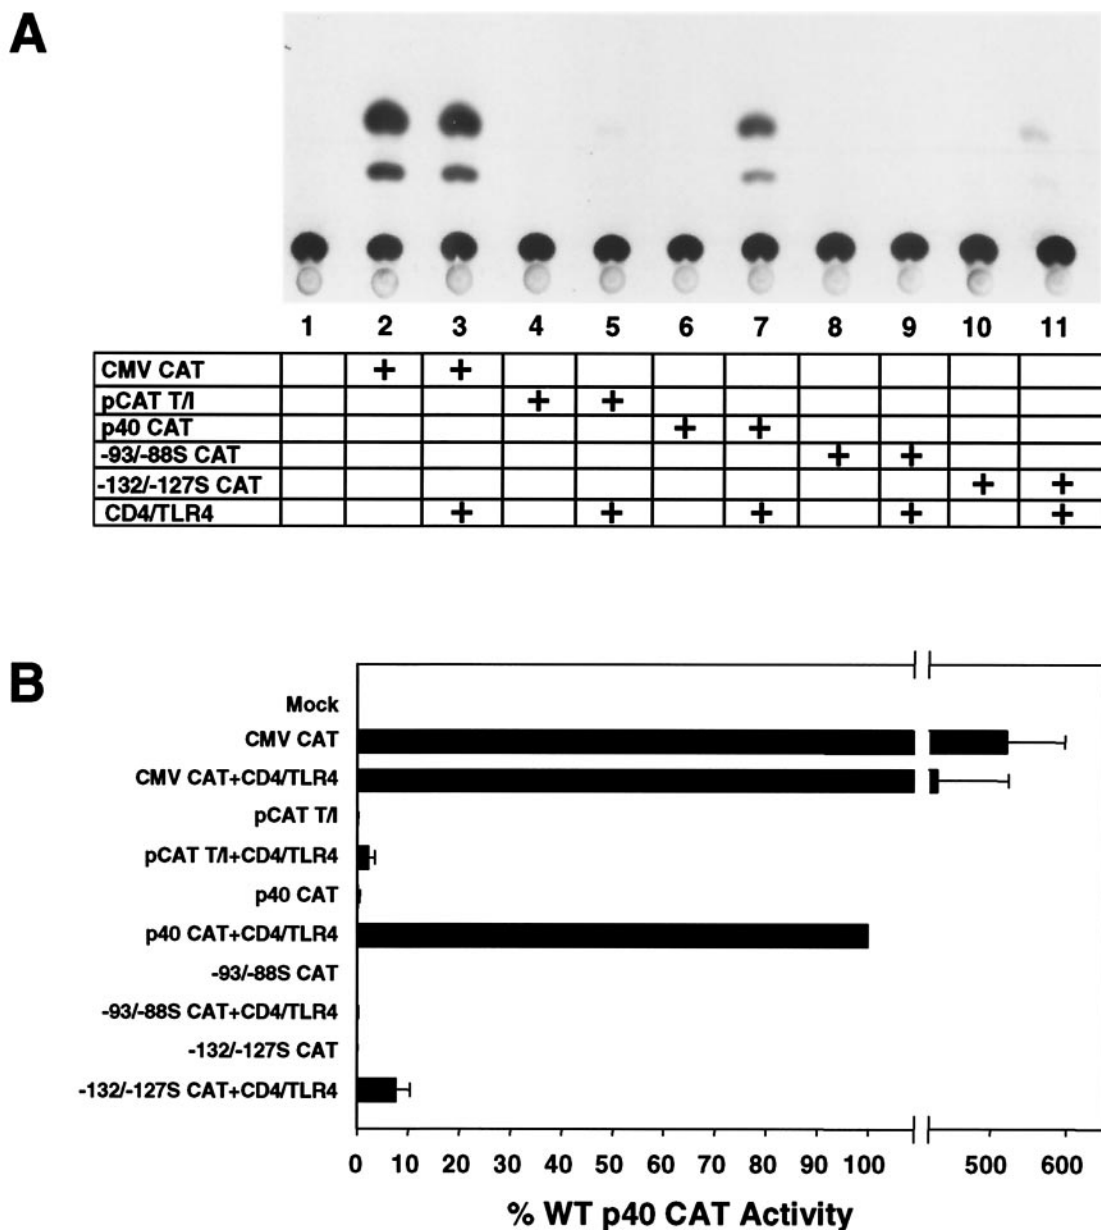 A
1 2 3 4 5 6 7 8 9 10 11
CMV CAT + +
pCAT T/I + +
p40 CAT + +
-93/-88S CAT + +
-132/-127S CAT + +
CD4/TLR4 + + + + +
B
Mock
CMV CAT
CMV CAT+CD4/TLR4
pCAT T/I
pCAT T/I+CD4/TLR4
p40 CAT
p40 CAT+CD4/TLR4
-93/-88S CAT
-93/-88S CAT+CD4/TLR4
-132/-127S CAT
-132/-127S CAT+CD4/TLR4
0 10 20 30 40 50 60 70 80 90 100 500 600
% WT p40 CAT Activity